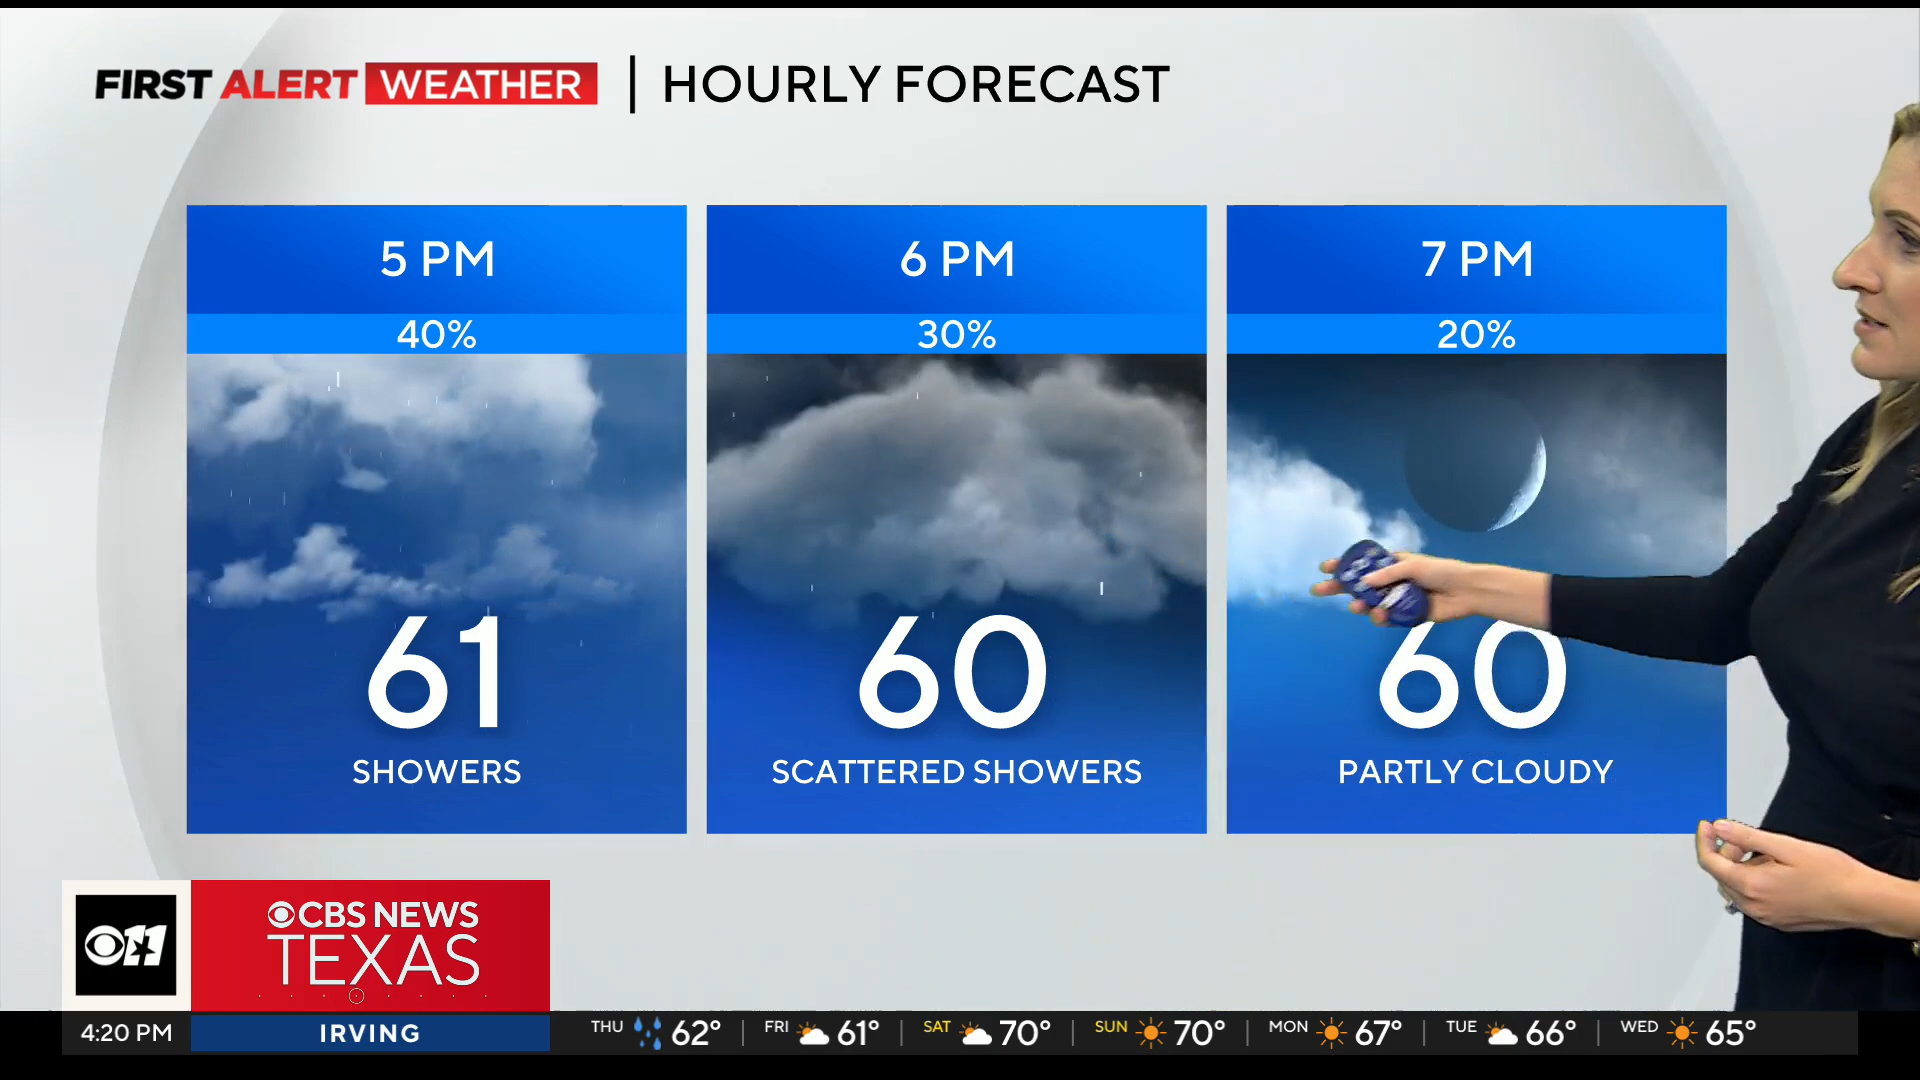 FIRST ALERT WEATHER | HOURLY FORECAST
5 PM
40%
61
SHOWERS
6 PM
30%
60
SCATTERED SHOWERS
7 PM
20%
60
PARTLY CLOUDY
11
CBS NEWS
TEXAS
4:20 PM
IRVING
THU 62° | FRI 61° | SAT 70° | SUN 70° | MON 67° | TUE 66° | WED 65°